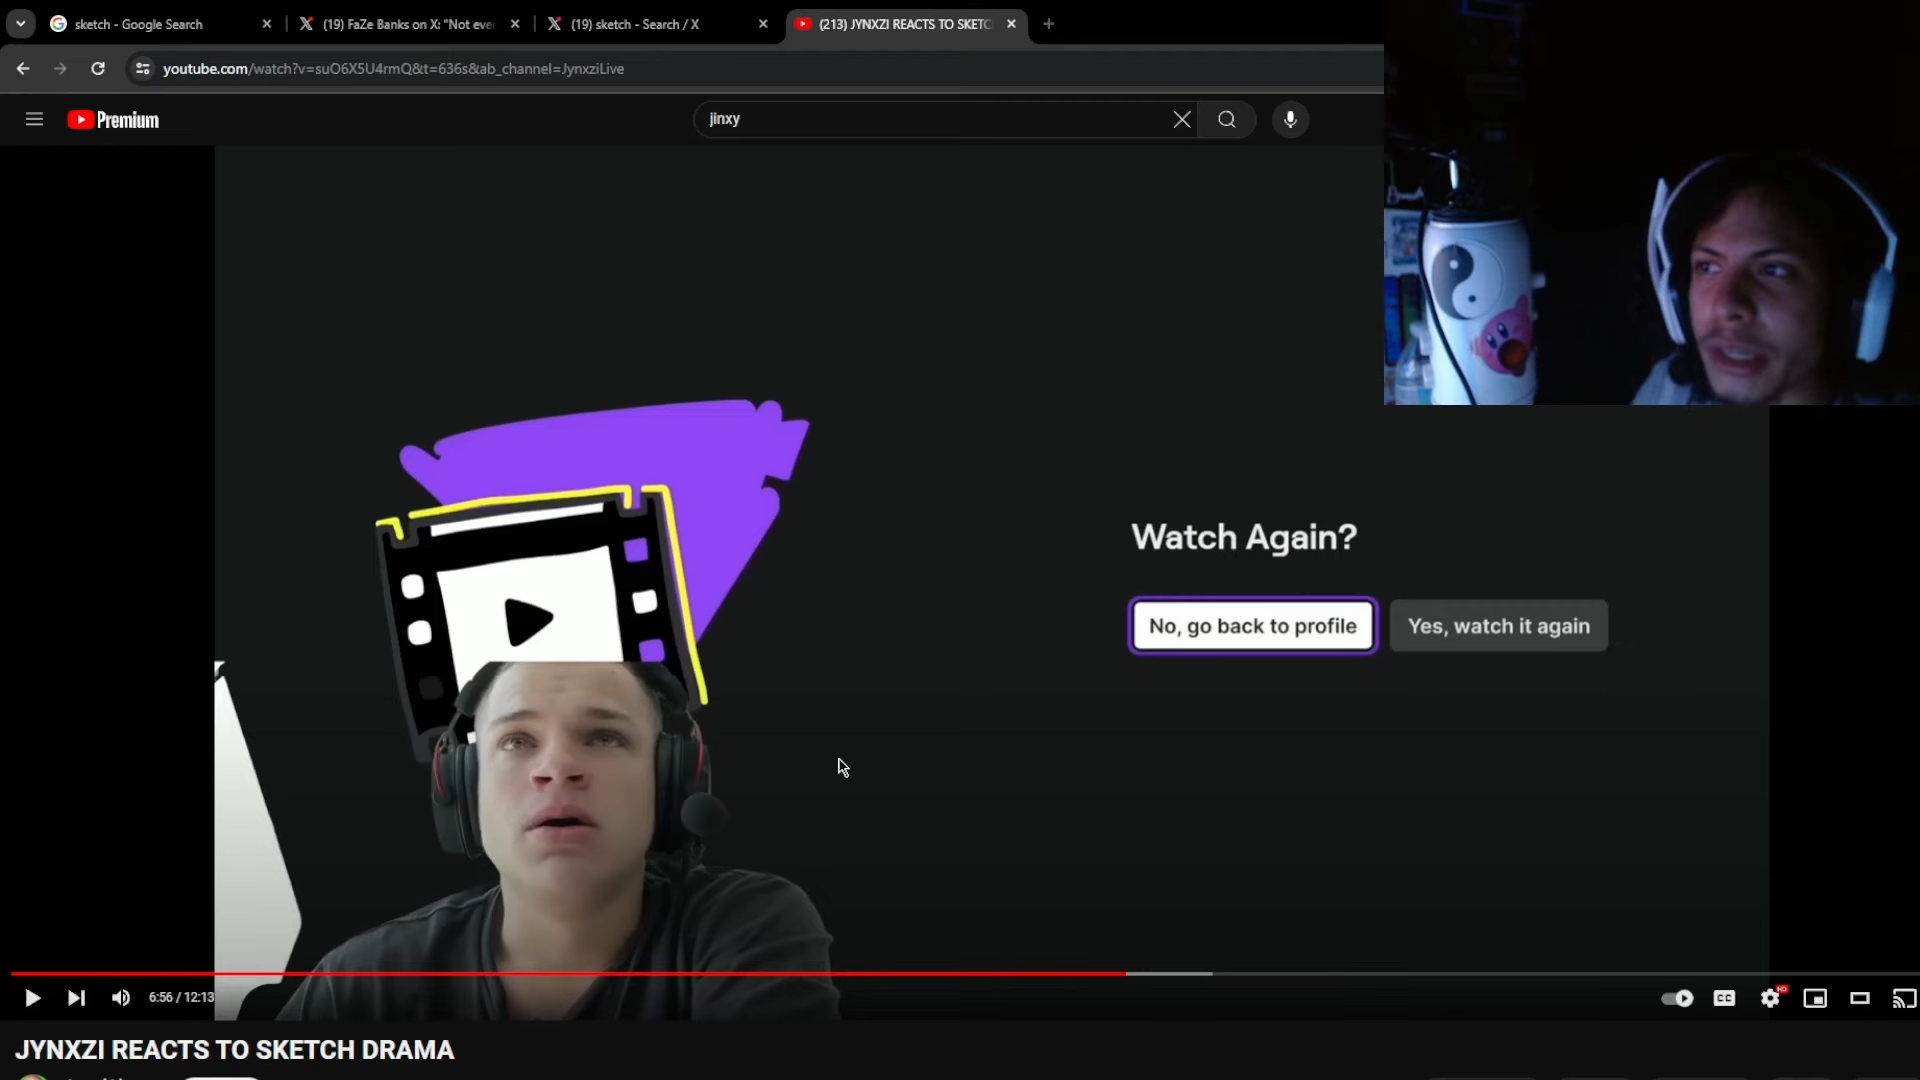 sketch - Google Search
(19) FaZe Banks on X: "Not ever
(19) sketch - Search / X
(213) JYNXZI REACTS TO SKETC
youtube.com/watch?v=suO6X5U4rmQ&t=636s&ab_channel=JynxziLive
Premium
jinxy
Watch Again?
No, go back to profile
Yes, watch it again
6:56 / 12:13
CC
HD
JYNXZI REACTS TO SKETCH DRAMA